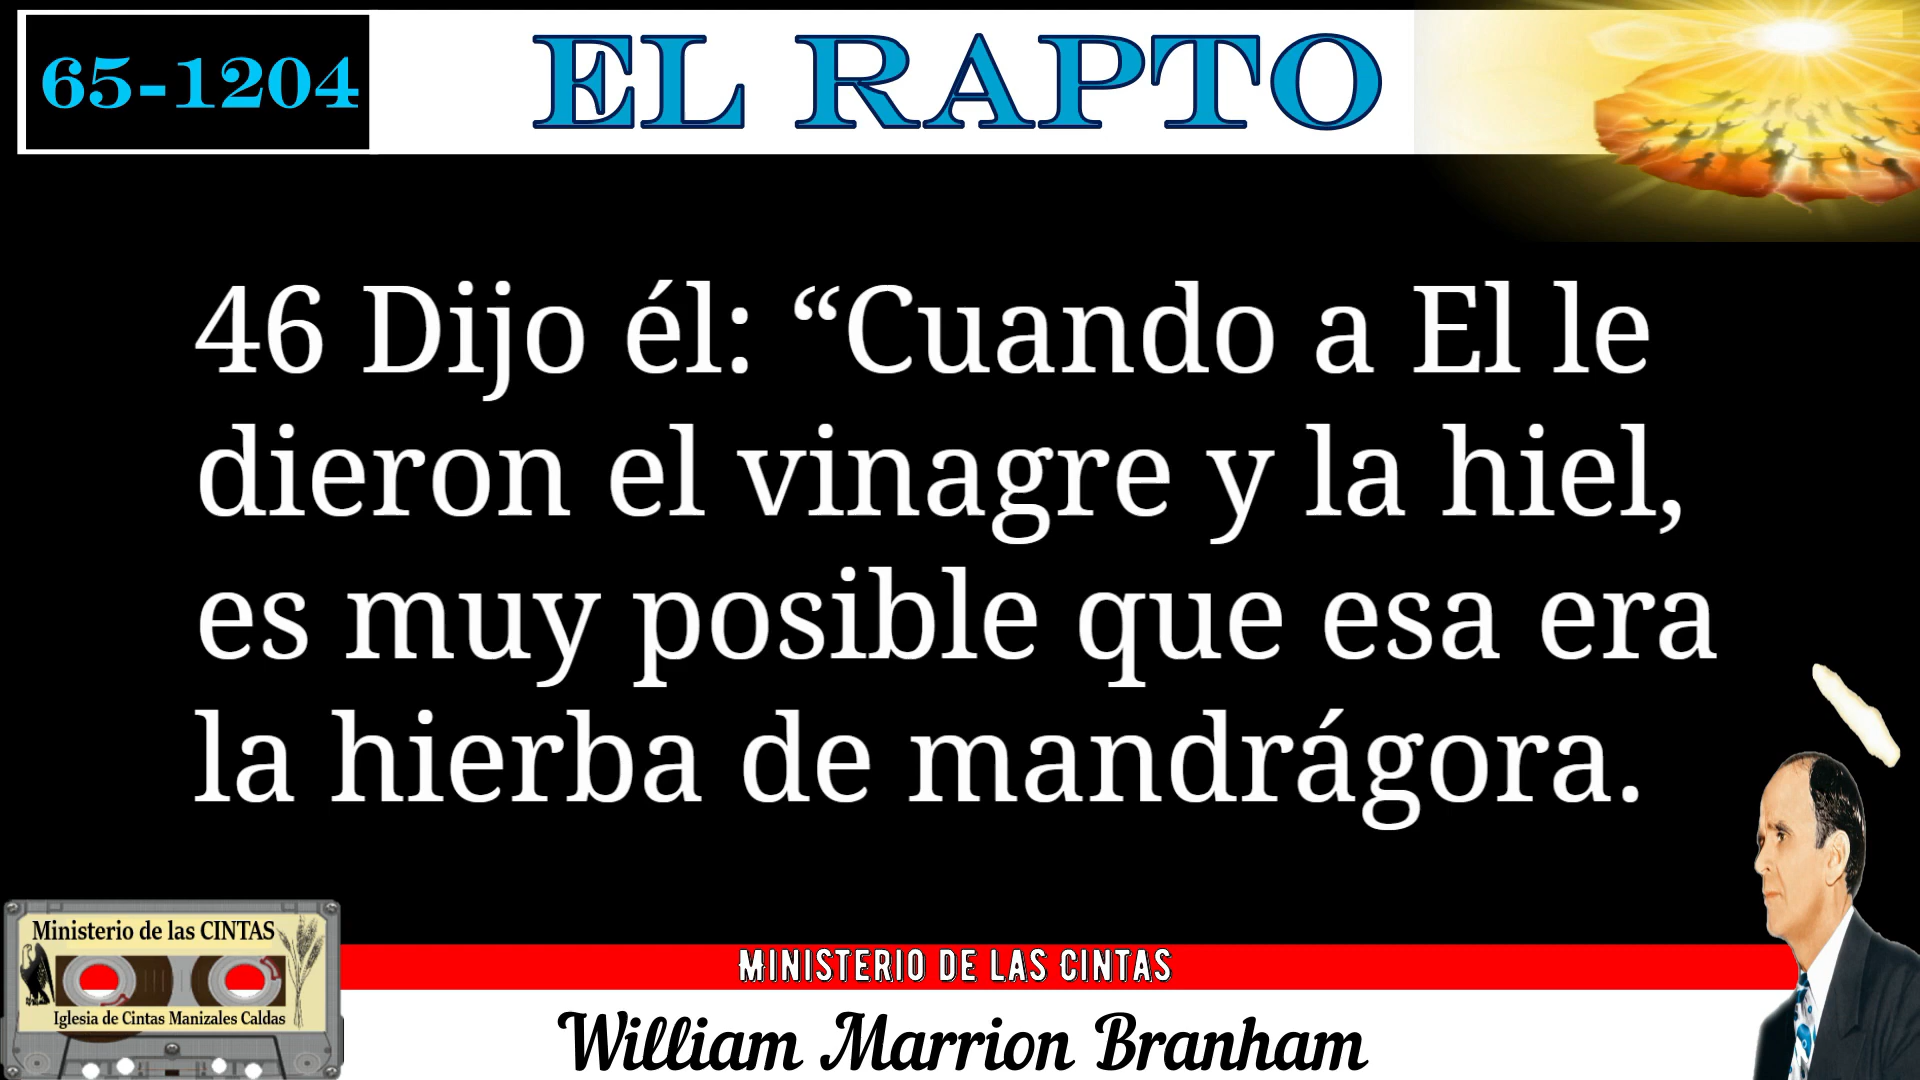 65-1204
EL RAPTO
46 Dijo él: “Cuando a El le
dieron el vinagre y la hiel,
es muy posible que esa era
la hierba de mandrágora.
Ministerio de las CINTAS
Iglesia de Cintas Manizales Caldas
MINISTERIO DE LAS CINTAS
William Marrion Branham